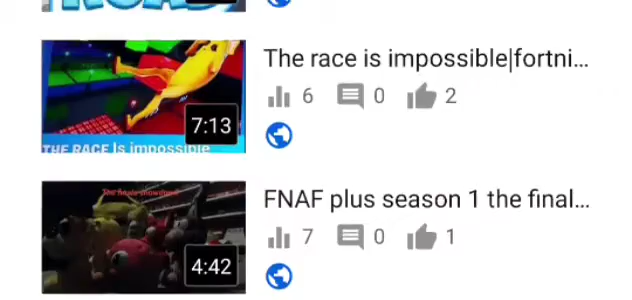 The race is impossible|fortni...
6 0 2
7:13
THE RACE Is impossible
FNAF plus season 1 the final...
7 0 1
4:42